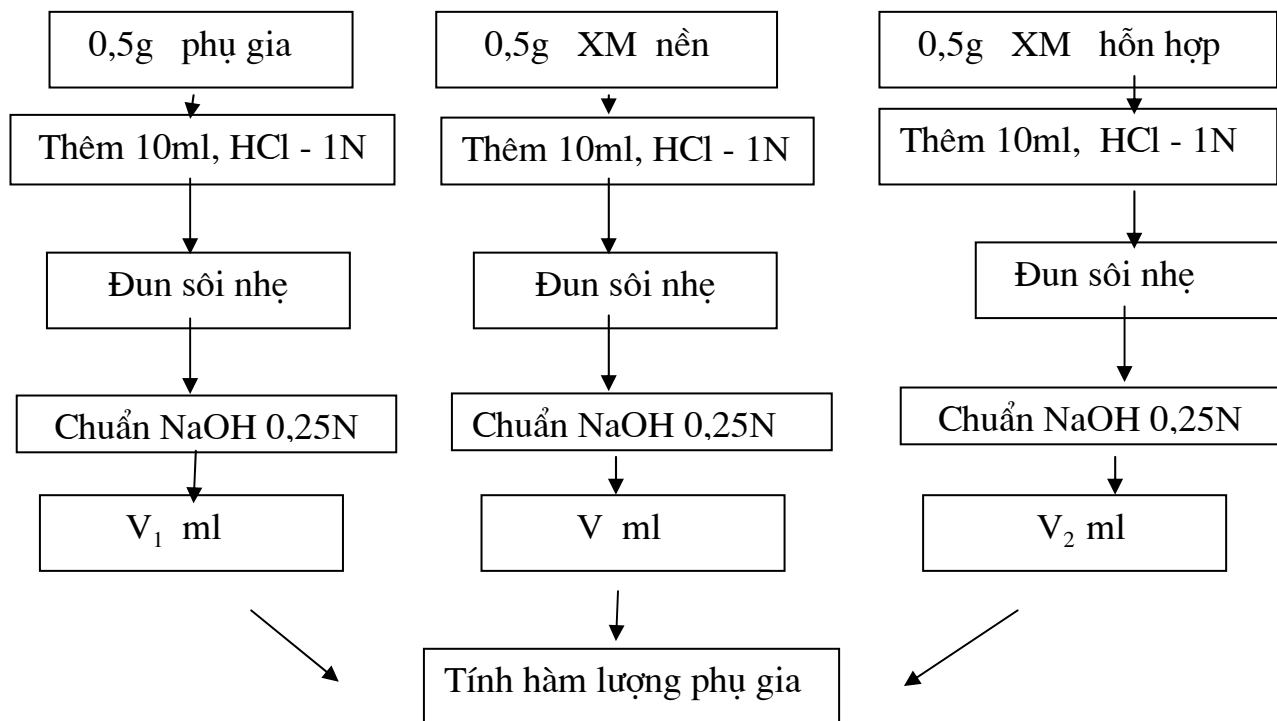 0,5g phụ gia
0,5g XM nền
0,5g XM hỗn hợp
Thêm 10ml, HCl - 1N
Thêm 10ml, HCl - 1N
Thêm 10ml, HCl - 1N
Đun sôi nhẹ
Đun sôi nhẹ
Đun sôi nhẹ
Chuẩn NaOH 0,25N
Chuẩn NaOH 0,25N
Chuẩn NaOH 0,25N
V₁ ml
V ml
V₂ ml
Tính hàm lượng phụ gia